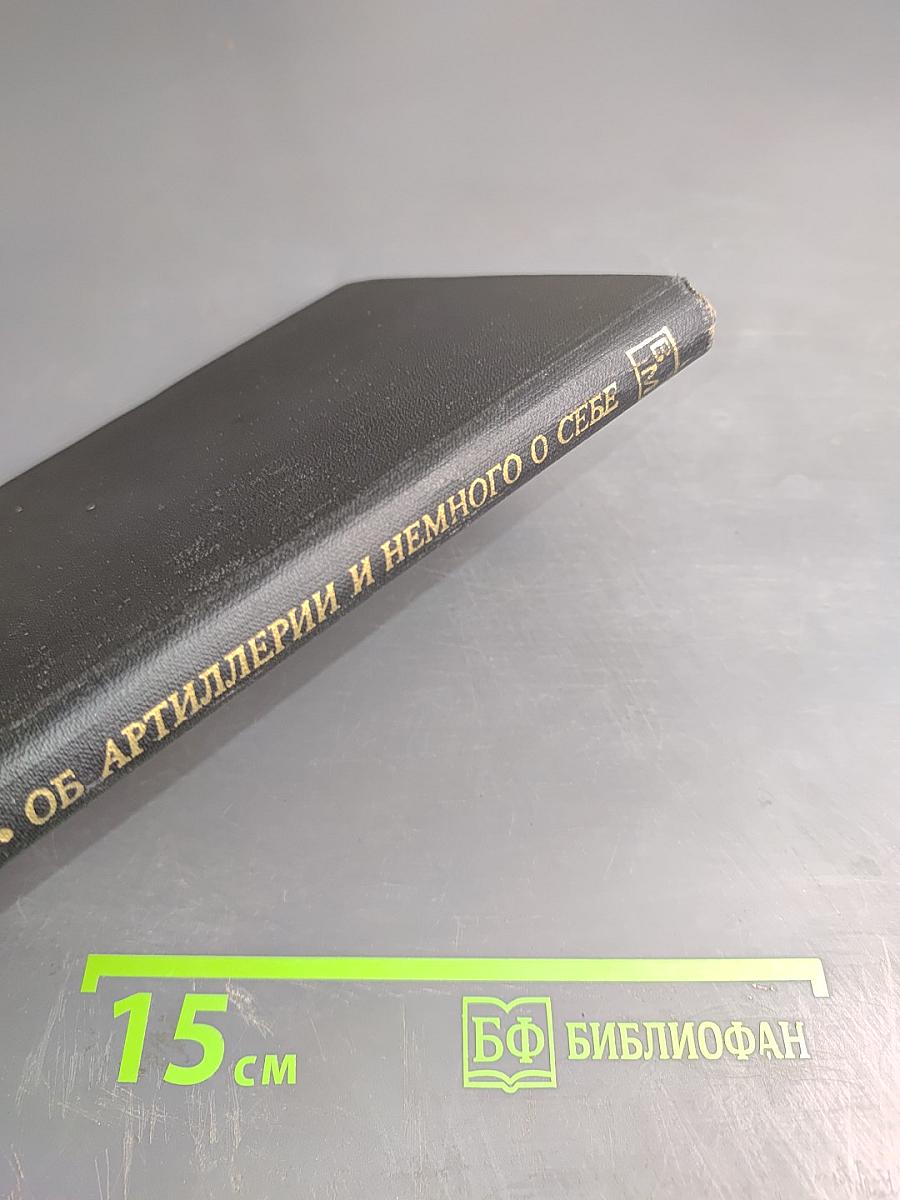 • ОБ АРТИЛЛЕРИИ И НЕМНОГО О СЕБЕ
15 см
БФ БИБЛИОФАН